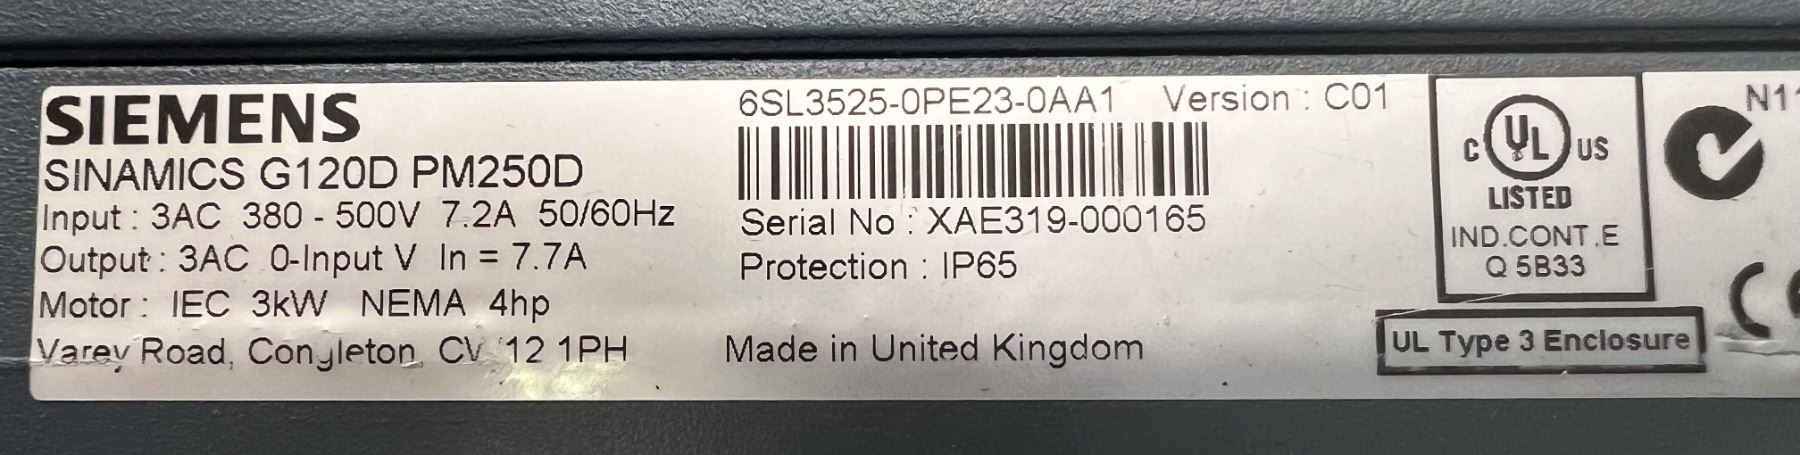 SIEMENS
SINAMICS G120D PM250D
Input : 3AC 380 - 500V 7.2A 50/60Hz
Output : 3AC 0-Input V In = 7.7A
Motor : IEC 3kW NEMA 4hp
Varey Road, Congleton, CW 12 1PH
6SL3525-0PE23-0AA1 Version : C01
Serial No : XAE319-000165
Protection : IP65
Made in United Kingdom
C UL US
LISTED
IND.CONT.E
Q 5B33
UL Type 3 Enclosure